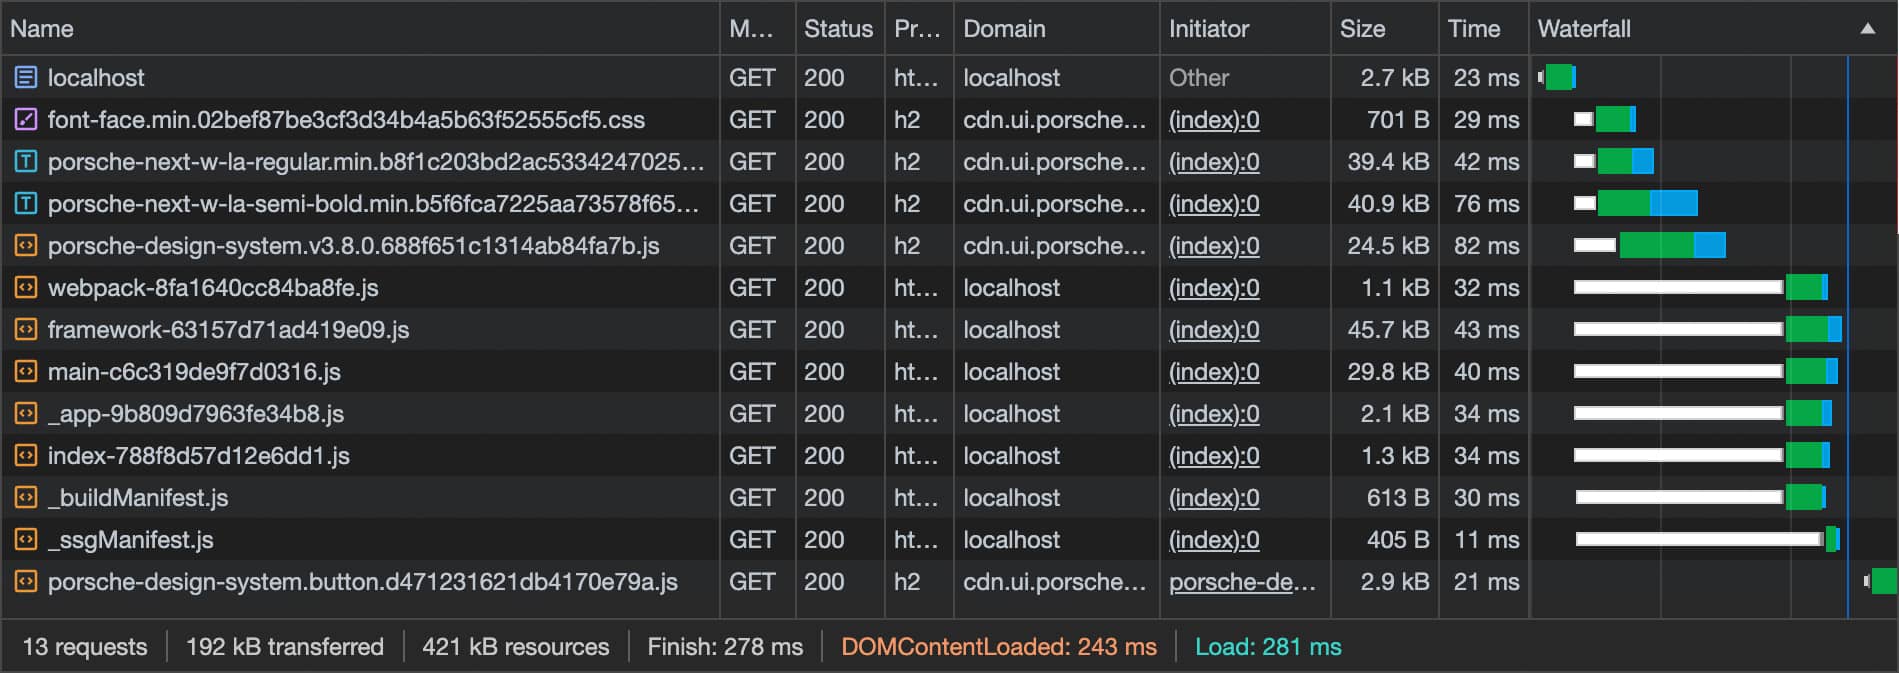 Name M... Status Pr... Domain Initiator Size Time Waterfall
localhost GET 200 ht... localhost Other 2.7 kB 23 ms
font-face.min.02bef87be3cf3d34b4a5b63f52555cf5.css GET 200 h2 cdn.ui.porsche... (index):0 701 B 29 ms
porsche-next-w-la-regular.min.b8f1c203bd2ac5334247025... GET 200 h2 cdn.ui.porsche... (index):0 39.4 kB 42 ms
porsche-next-w-la-semi-bold.min.b5f6fca7225aa73578f65... GET 200 h2 cdn.ui.porsche... (index):0 40.9 kB 76 ms
porsche-design-system.v3.8.0.688f651c1314ab84fa7b.js GET 200 h2 cdn.ui.porsche... (index):0 24.5 kB 82 ms
webpack-8fa1640cc84ba8fe.js GET 200 ht... localhost (index):0 1.1 kB 32 ms
framework-63157d71ad419e09.js GET 200 ht... localhost (index):0 45.7 kB 43 ms
main-c6c319de9f7d0316.js GET 200 ht... localhost (index):0 29.8 kB 40 ms
_app-9b809d7963fe34b8.js GET 200 ht... localhost (index):0 2.1 kB 34 ms
index-788f8d57d12e6dd1.js GET 200 ht... localhost (index):0 1.3 kB 34 ms
_buildManifest.js GET 200 ht... localhost (index):0 613 B 30 ms
_ssgManifest.js GET 200 ht... localhost (index):0 405 B 11 ms
porsche-design-system.button.d471231621db4170e79a.js GET 200 h2 cdn.ui.porsche... porsche-de... 2.9 kB 21 ms
13 requests 192 kB transferred 421 kB resources Finish: 278 ms DOMContentLoaded: 243 ms Load: 281 ms